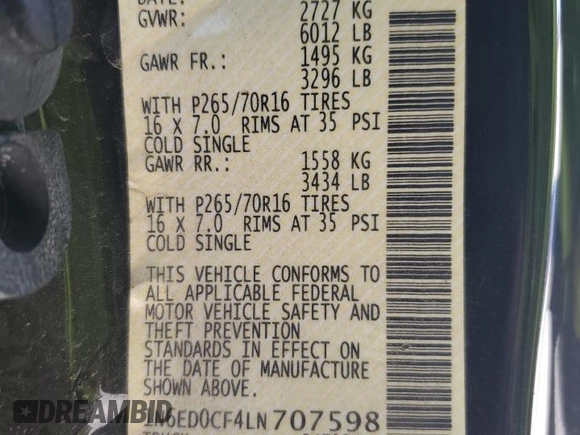 GVWR: 2727 KG
6012 LB
GAWR FR.: 1495 KG
3296 LB
WITH P265/70R16 TIRES
16 X 7.0 RIMS AT 35 PSI
COLD SINGLE
GAWR RR.: 1558 KG
3434 LB
WITH P265/70R16 TIRES
16 X 7.0 RIMS AT 35 PSI
COLD SINGLE
THIS VEHICLE CONFORMS TO
ALL APPLICABLE FEDERAL
MOTOR VEHICLE SAFETY AND
THEFT PREVENTION
STANDARDS IN EFFECT ON
THE DATE OF MANUFACTURE
SHOWN ABOVE.
1N6ED0CF4LN707598
DREAMBID